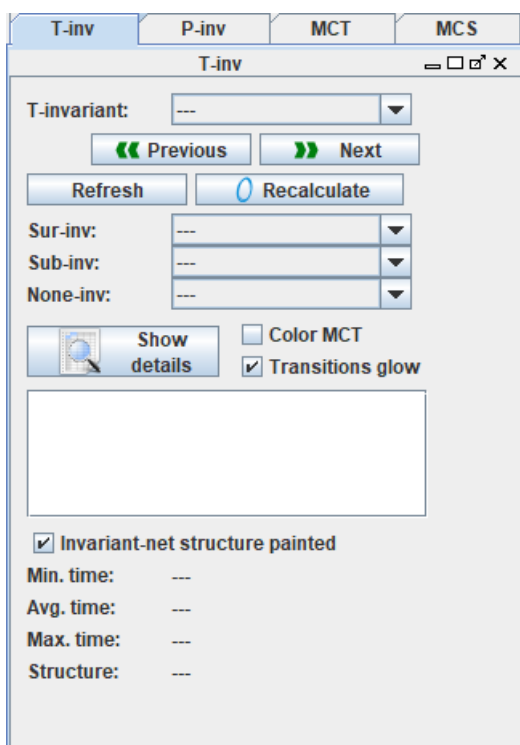 T-inv P-inv MCT MCS
T-inv
T-invariant: ---
Previous Next
Refresh Recalculate
Sur-inv: ---
Sub-inv: ---
None-inv: ---
Show details
Color MCT
Transitions glow
Invariant-net structure painted
Min. time: ---
Avg. time: ---
Max. time: ---
Structure: ---